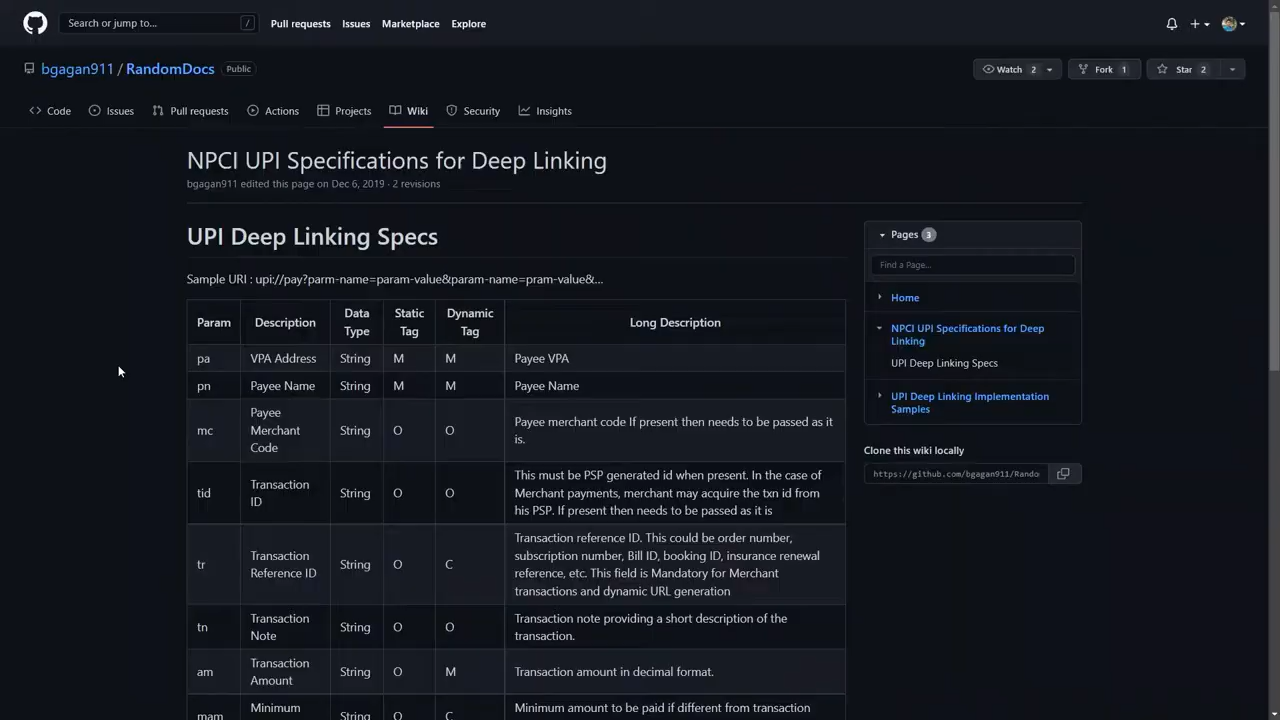 Search or jump to... /
Pull requests Issues Marketplace Explore
bgagan911 / RandomDocs Public
Watch 2 Fork 1 Star 2
Code Issues Pull requests Actions Projects Wiki Security Insights
NPCI UPI Specifications for Deep Linking
bgagan911 edited this page on Dec 6, 2019 · 2 revisions
UPI Deep Linking Specs
Sample URI : upi://pay?parm-name=param-value&param-name=pram-value&...
Param Description Data Type Static Tag Dynamic Tag Long Description
pa VPA Address String M M Payee VPA
pn Payee Name String M M Payee Name
mc Payee Merchant Code String O O Payee merchant code If present then needs to be passed as it
is.
tid Transaction ID String O O This must be PSP generated id when present. In the case of
Merchant payments, merchant may acquire the txn id from
his PSP. If present then needs to be passed as it is
tr Transaction Reference ID String O C Transaction reference ID. This could be order number,
subscription number, Bill ID, booking ID, insurance renewal
reference, etc. This field is Mandatory for Merchant
transactions and dynamic URL generation
tn Transaction Note String O O Transaction note providing a short description of the
transaction.
am Transaction Amount String O M Transaction amount in decimal format.
mam Minimum String O C Minimum amount to be paid if different from transaction
Pages 3
Find a Page...
Home
NPCI UPI Specifications for Deep
Linking
UPI Deep Linking Specs
UPI Deep Linking Implementation
Samples
Clone this wiki locally
https://github.com/bgagan911/Rando